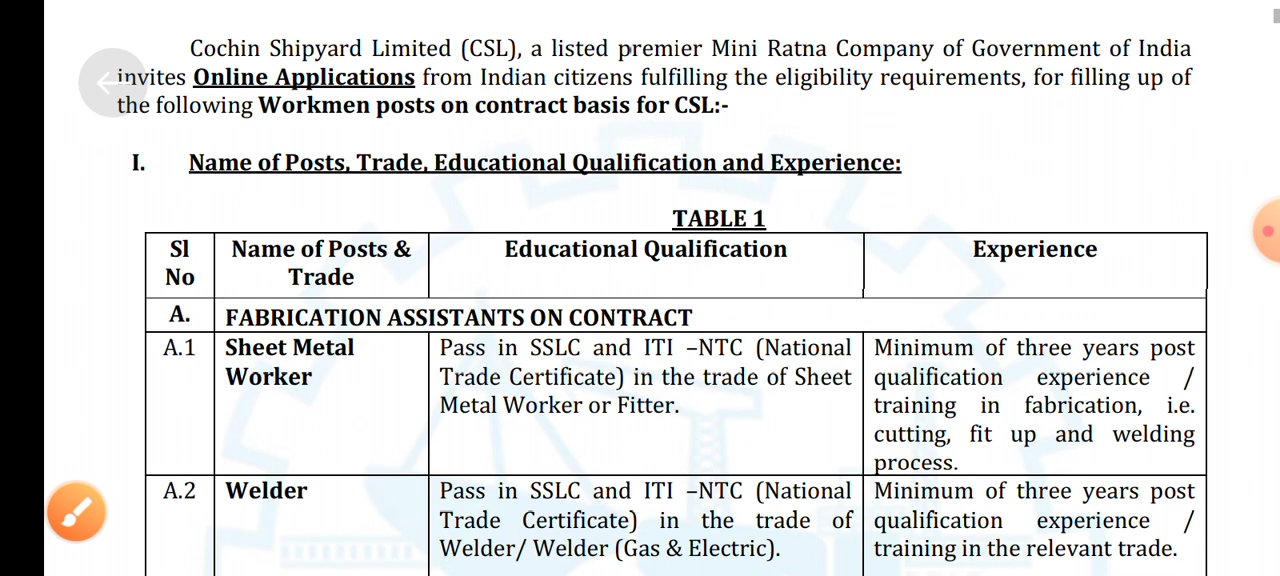 Cochin Shipyard Limited (CSL), a listed premier Mini Ratna Company of Government of India
invites Online Applications from Indian citizens fulfilling the eligibility requirements, for filling up of
the following Workmen posts on contract basis for CSL:-
I. Name of Posts, Trade, Educational Qualification and Experience:
TABLE 1
Sl No
Name of Posts & Trade
Educational Qualification
Experience
A.
FABRICATION ASSISTANTS ON CONTRACT
A.1
Sheet Metal
Worker
Pass in SSLC and ITI –NTC (National
Trade Certificate) in the trade of Sheet
Metal Worker or Fitter.
Minimum of three years post
qualification experience /
training in fabrication, i.e.
cutting, fit up and welding
process.
A.2
Welder
Pass in SSLC and ITI –NTC (National
Trade Certificate) in the trade of
Welder/ Welder (Gas & Electric).
Minimum of three years post
qualification experience /
training in the relevant trade.